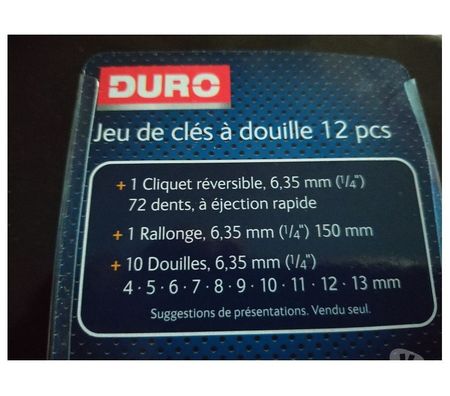 DURO
Jeu de clés à douille 12 pcs
+ 1 Cliquet réversible, 6,35 mm (1/4")
72 dents, à éjection rapide
+ 1 Rallonge, 6,35 mm (1/4") 150 mm
+ 10 Douilles, 6,35 mm (1/4")
4 · 5 · 6 · 7 · 8 · 9 · 10 · 11 · 12 · 13 mm
Suggestions de présentations. Vendu seul.